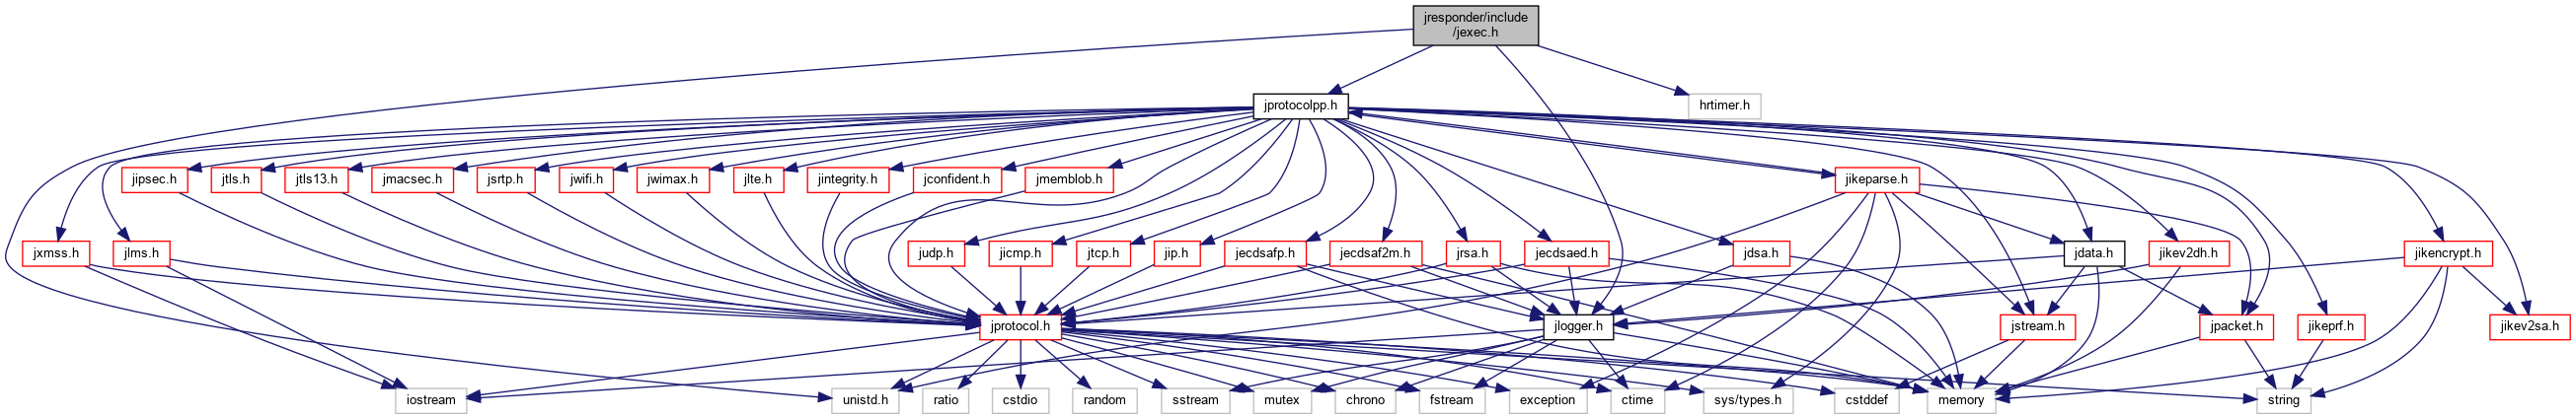 jresponder/include
/jexec.h
jprotocolpp.h
hrtimer.h
jipsec.h
jtls.h
jtls13.h
jmacsec.h
jsrtp.h
jwifi.h
jwimax.h
jlte.h
jintegrity.h
jconfident.h
jmemblob.h
jikeparse.h
jxmss.h
jlms.h
judp.h
jicmp.h
jtcp.h
jip.h
jecdsafp.h
jecdsaf2m.h
jrsa.h
jecdsaed.h
jdsa.h
jdata.h
jikev2dh.h
jikencrypt.h
jprotocol.h
jlogger.h
jstream.h
jpacket.h
jikeprf.h
jikev2sa.h
iostream
unistd.h
ratio
cstdio
random
sstream
mutex
chrono
fstream
exception
ctime
sys/types.h
cstddef
memory
string